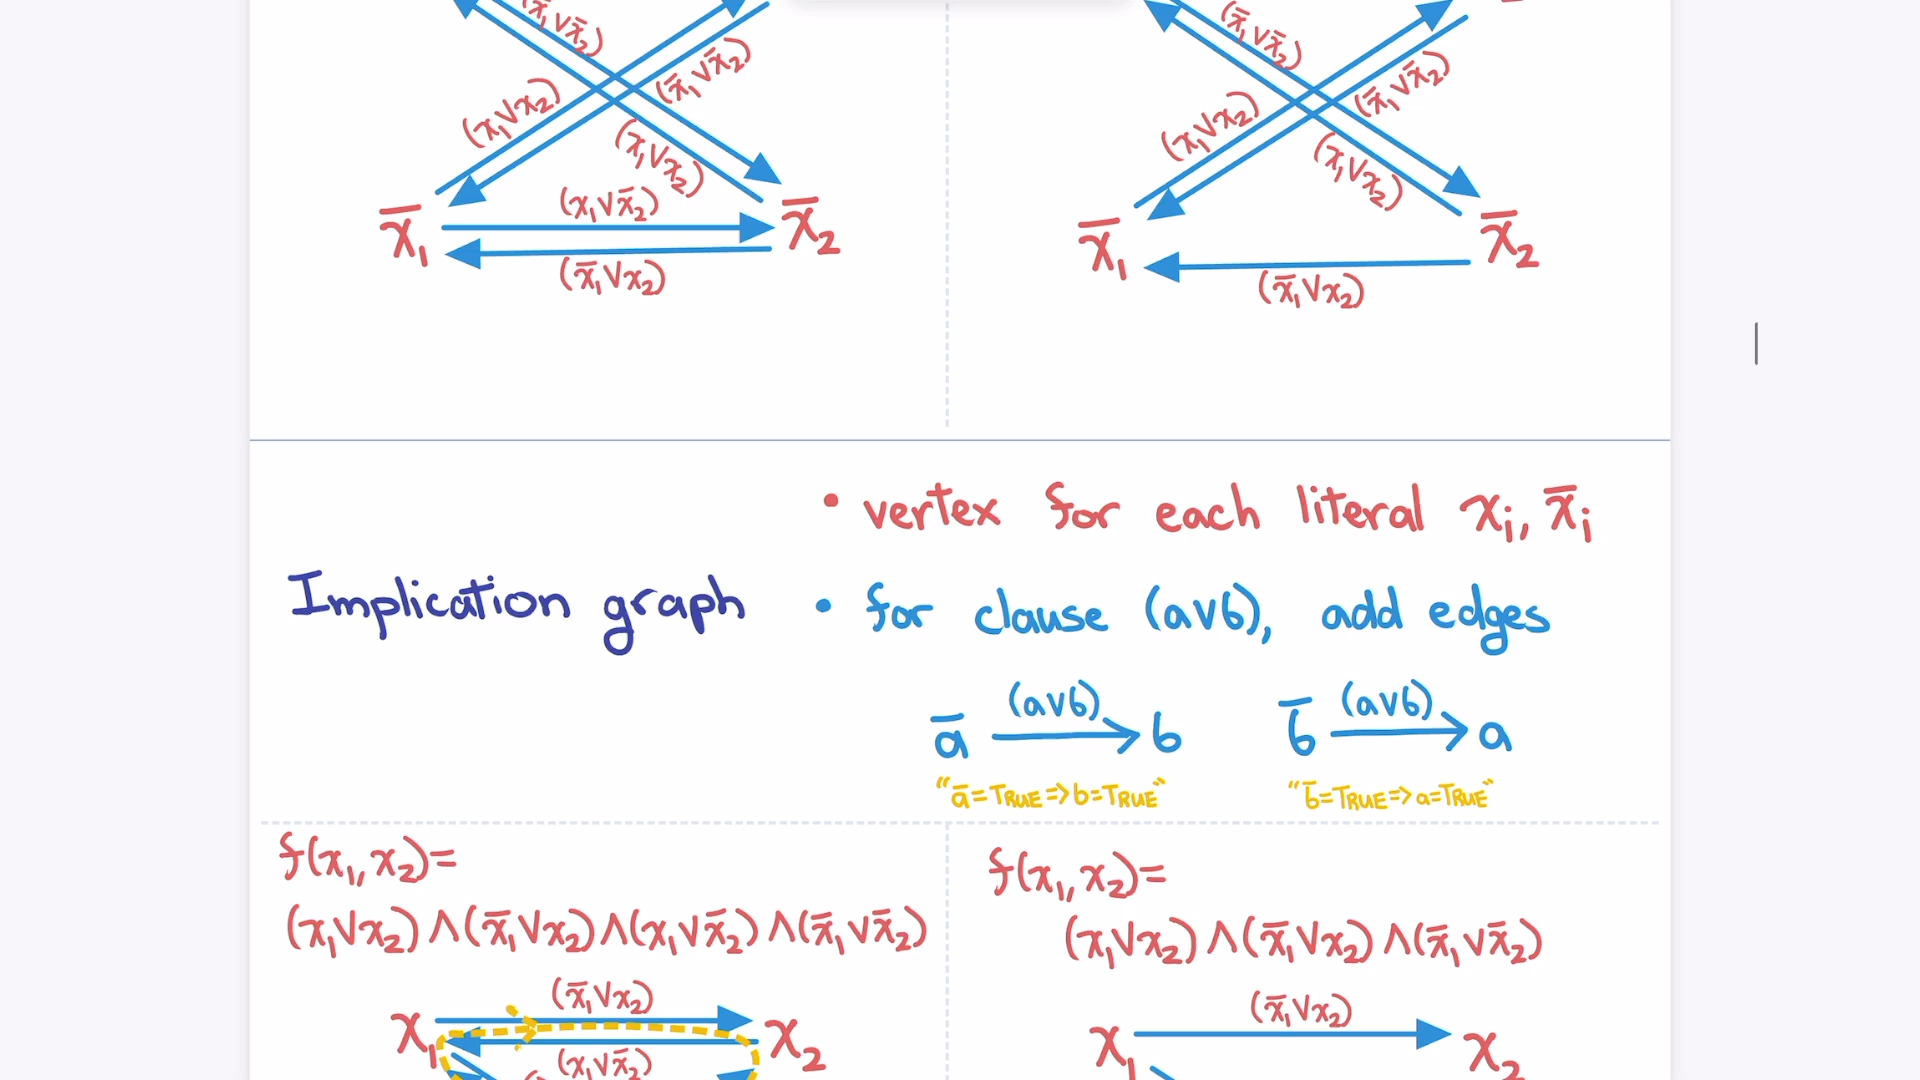 (x̄₁∨x̄₂)
(x̄₁∨x̄₂)
(x₁∨x₂)
(x₁∨x₂)
(x₁∨x̄₂)
x̄₁
x̄₂
(x̄₁∨x₂)
(x̄₁∨x̄₂)
(x̄₁∨x̄₂)
(x₁∨x₂)
(x₁∨x₂)
x̄₁
x̄₂
(x̄₁∨x₂)
Implication graph
• vertex for each literal xᵢ, x̄ᵢ
• for clause (a∨b), add edges
(a∨b)
ā → b
"ā=TRUE => b=TRUE"
(a∨b)
b̄ → a
"b̄=TRUE => a=TRUE"
f(x₁, x₂)=
(x₁∨x₂) ∧ (x̄₁∨x₂) ∧ (x₁∨x̄₂) ∧ (x̄₁∨x̄₂)
(x̄₁∨x₂)
x₁
x₂
(x₁∨x̄₂)
f(x₁, x₂)=
(x₁∨x₂) ∧ (x̄₁∨x₂) ∧ (x̄₁∨x̄₂)
(x̄₁∨x₂)
x₁
x₂